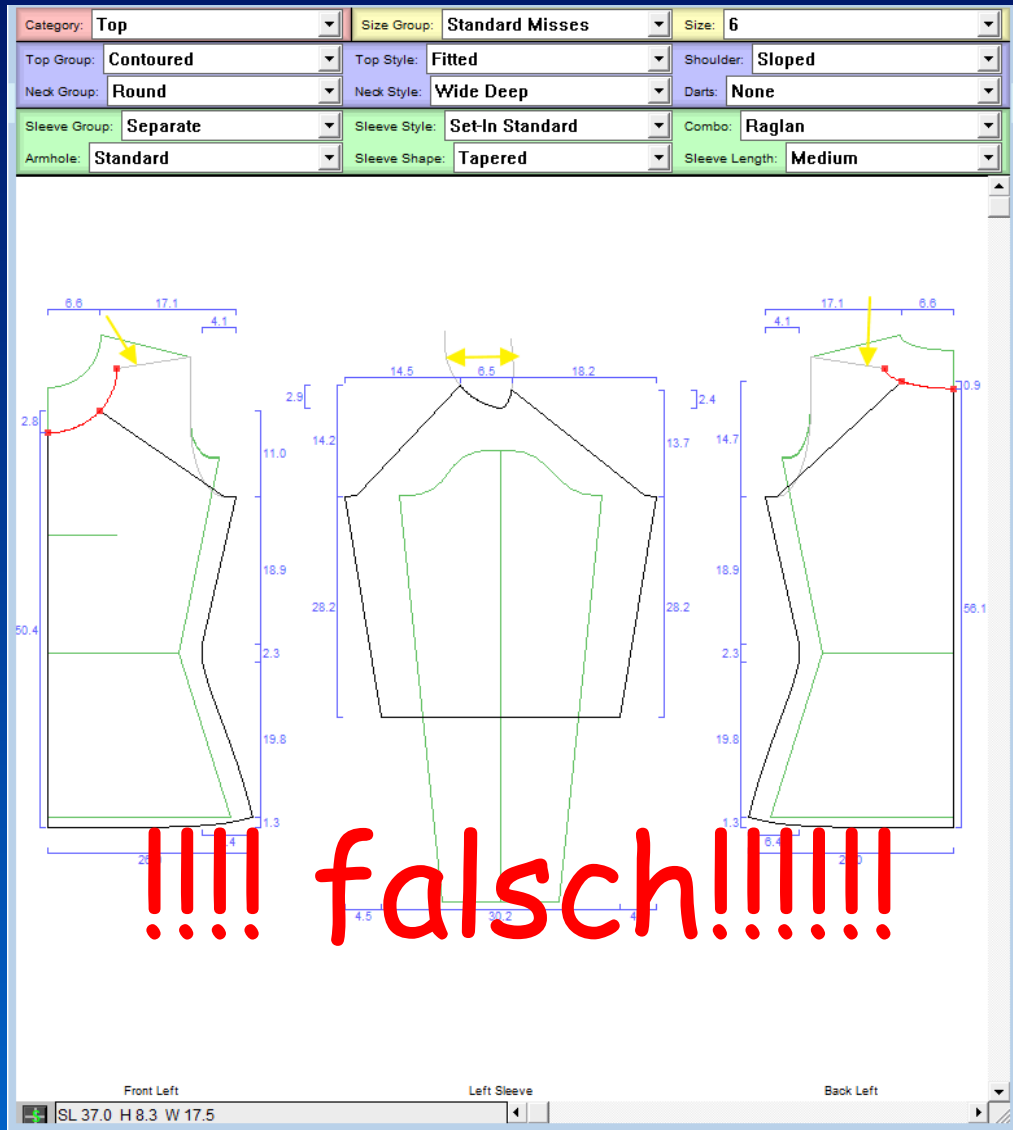 Category: Top Size Group: Standard Misses Size: 6
Top Group: Contoured Top Style: Fitted Shoulder: Sloped
Neck Group: Round Neck Style: Wide Deep Darts: None
Sleeve Group: Separate Sleeve Style: Set-In Standard Combo: Raglan
Armhole: Standard Sleeve Shape: Tapered Sleeve Length: Medium
6.6 17.1 17.1 6.6
4.1 4.1
14.5 6.5 18.2
2.9 2.4 0.9
2.8 14.2 13.7 14.7
11.0
18.9 18.9
28.2 28.2 56.1
50.4
2.3 2.3
19.8 19.8
1.3 1.3
6.4
!!!! falsch!!!!!!
4.5 30.2
Front Left Left Sleeve Back Left
SL 37.0 H 8.3 W 17.5